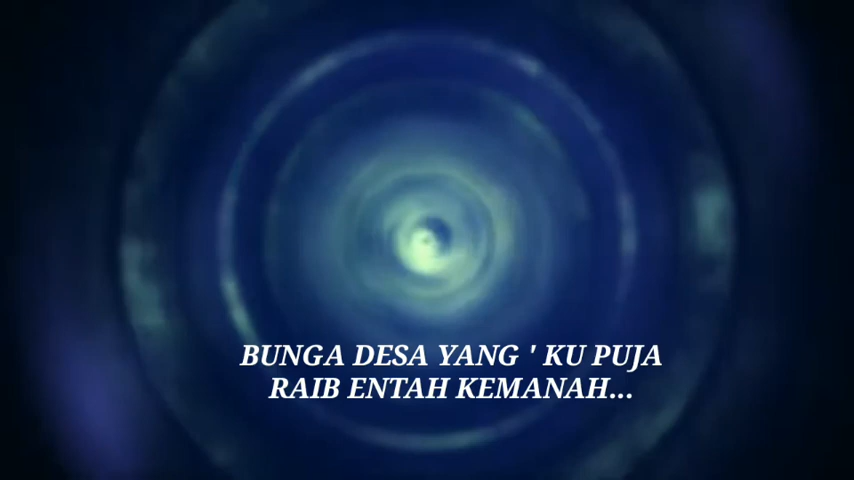 BUNGA DESA YANG ' KU PUJA
RAIB ENTAH KEMANAH...